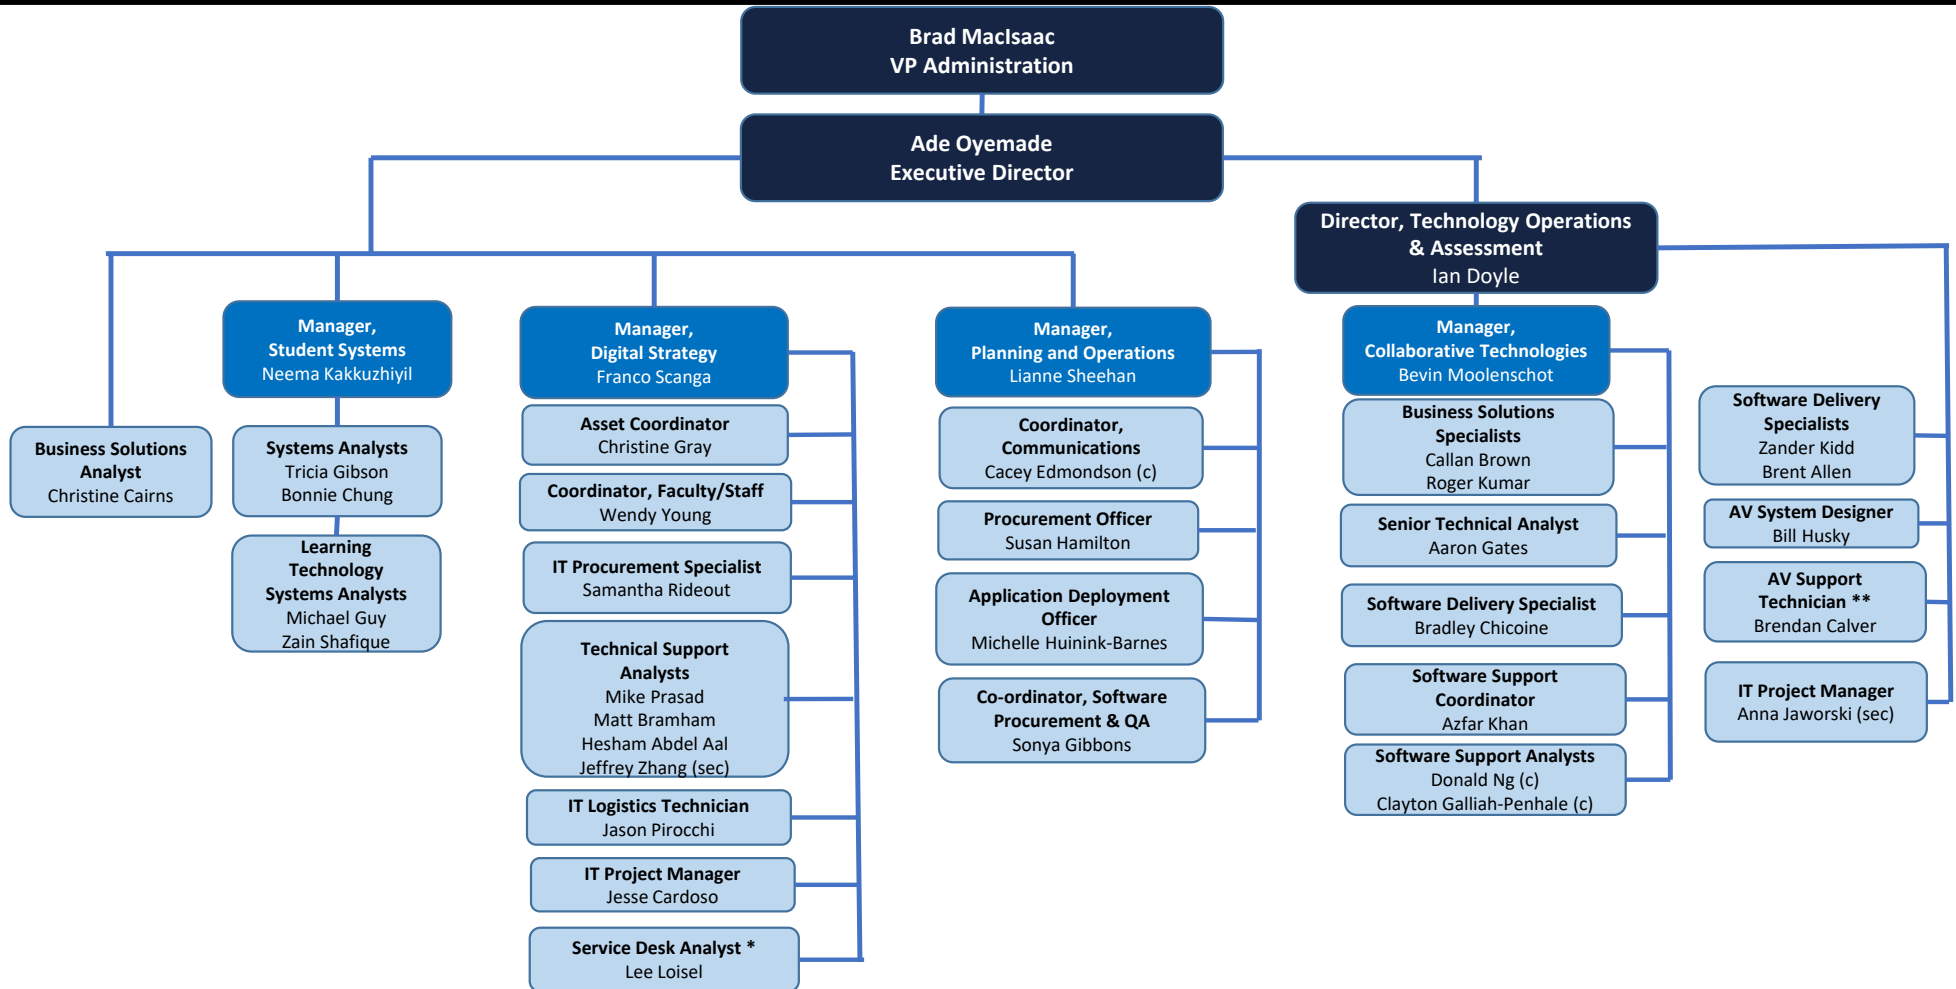 Brad MacIsaac
VP Administration
Ade Oyemade
Executive Director
Director, Technology Operations
& Assessment
Ian Doyle
Business Solutions
Analyst
Christine Cairns
Manager,
Student Systems
Neema Kakkuzhiyil
Systems Analysts
Tricia Gibson
Bonnie Chung
Learning
Technology
Systems Analysts
Michael Guy
Zain Shafique
Manager,
Digital Strategy
Franco Scanga
Asset Coordinator
Christine Gray
Coordinator, Faculty/Staff
Wendy Young
IT Procurement Specialist
Samantha Rideout
Technical Support
Analysts
Mike Prasad
Matt Bramham
Hesham Abdel Aal
Jeffrey Zhang (sec)
IT Logistics Technician
Jason Pirocchi
IT Project Manager
Jesse Cardoso
Service Desk Analyst *
Lee Loisel
Manager,
Planning and Operations
Lianne Sheehan
Coordinator,
Communications
Cacey Edmondson (c)
Procurement Officer
Susan Hamilton
Application Deployment
Officer
Michelle Huinink-Barnes
Co-ordinator, Software
Procurement & QA
Sonya Gibbons
Manager,
Collaborative Technologies
Bevin Moolenschot
Business Solutions
Specialists
Callan Brown
Roger Kumar
Senior Technical Analyst
Aaron Gates
Software Delivery Specialist
Bradley Chicoine
Software Support
Coordinator
Azfar Khan
Software Support Analysts
Donald Ng (c)
Clayton Galliah-Penhale (c)
Software Delivery
Specialists
Zander Kidd
Brent Allen
AV System Designer
Bill Husky
AV Support
Technician **
Brendan Calver
IT Project Manager
Anna Jaworski (sec)